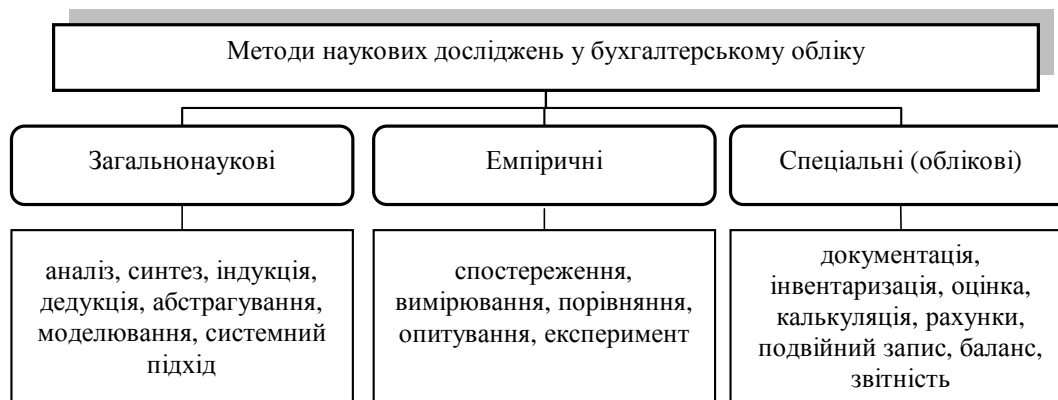 Методи наукових досліджень у бухгалтерському обліку
Загальнонаукові
Емпіричні
Спеціальні (облікові)
аналіз, синтез, індукція,
дедукція, абстрагування,
моделювання, системний
підхід
спостереження,
вимірювання, порівняння,
опитування, експеримент
документація,
інвентаризація, оцінка,
калькуляція, рахунки,
подвійний запис, баланс,
звітність